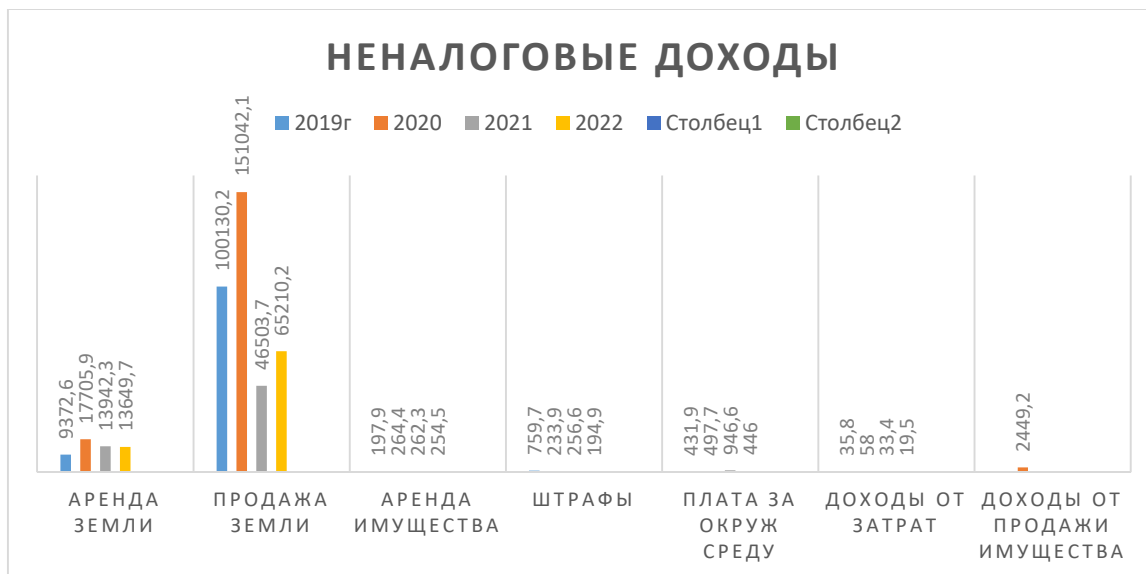 НЕНАЛОГОВЫЕ ДОХОДЫ
2019г 2020 2021 2022 Столбец1 Столбец2
9372,6
17705,9
13942,3
13649,7
100130,2
151042,1
46503,7
65210,2
197,9
264,4
262,3
254,5
759,7
233,9
256,6
194,9
431,9
497,7
946,6
446
35,8
58
33,4
19,5
2449,2
АРЕНДА
ЗЕМЛИ
ПРОДАЖА
ЗЕМЛИ
АРЕНДА
ИМУЩЕСТВА
ШТРАФЫ
ПЛАТА ЗА
ОКРУЖ
СРЕДУ
ДОХОДЫ ОТ
ЗАТРАТ
ДОХОДЫ ОТ
ПРОДАЖИ
ИМУЩЕСТВА